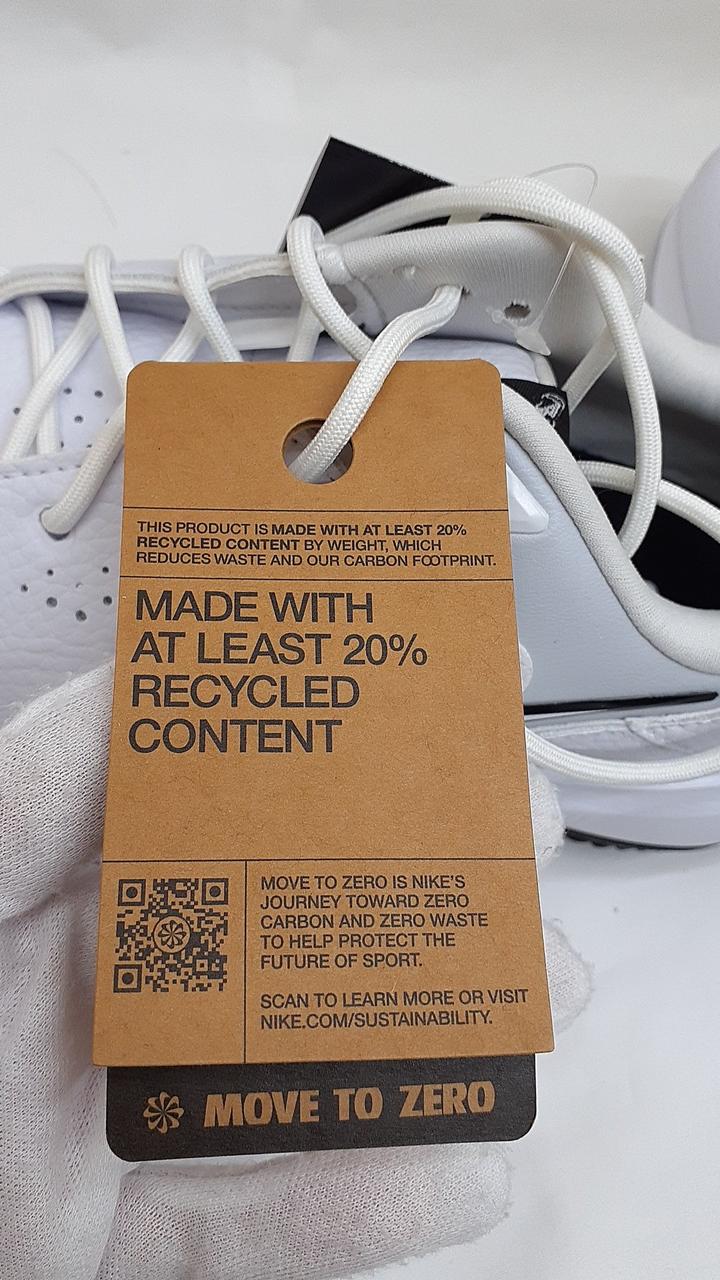 THIS PRODUCT IS MADE WITH AT LEAST 20%
RECYCLED CONTENT BY WEIGHT, WHICH
REDUCES WASTE AND OUR CARBON FOOTPRINT.
MADE WITH
AT LEAST 20%
RECYCLED
CONTENT
MOVE TO ZERO IS NIKE'S
JOURNEY TOWARD ZERO
CARBON AND ZERO WASTE
TO HELP PROTECT THE
FUTURE OF SPORT.
SCAN TO LEARN MORE OR VISIT
NIKE.COM/SUSTAINABILITY.
MOVE TO ZERO